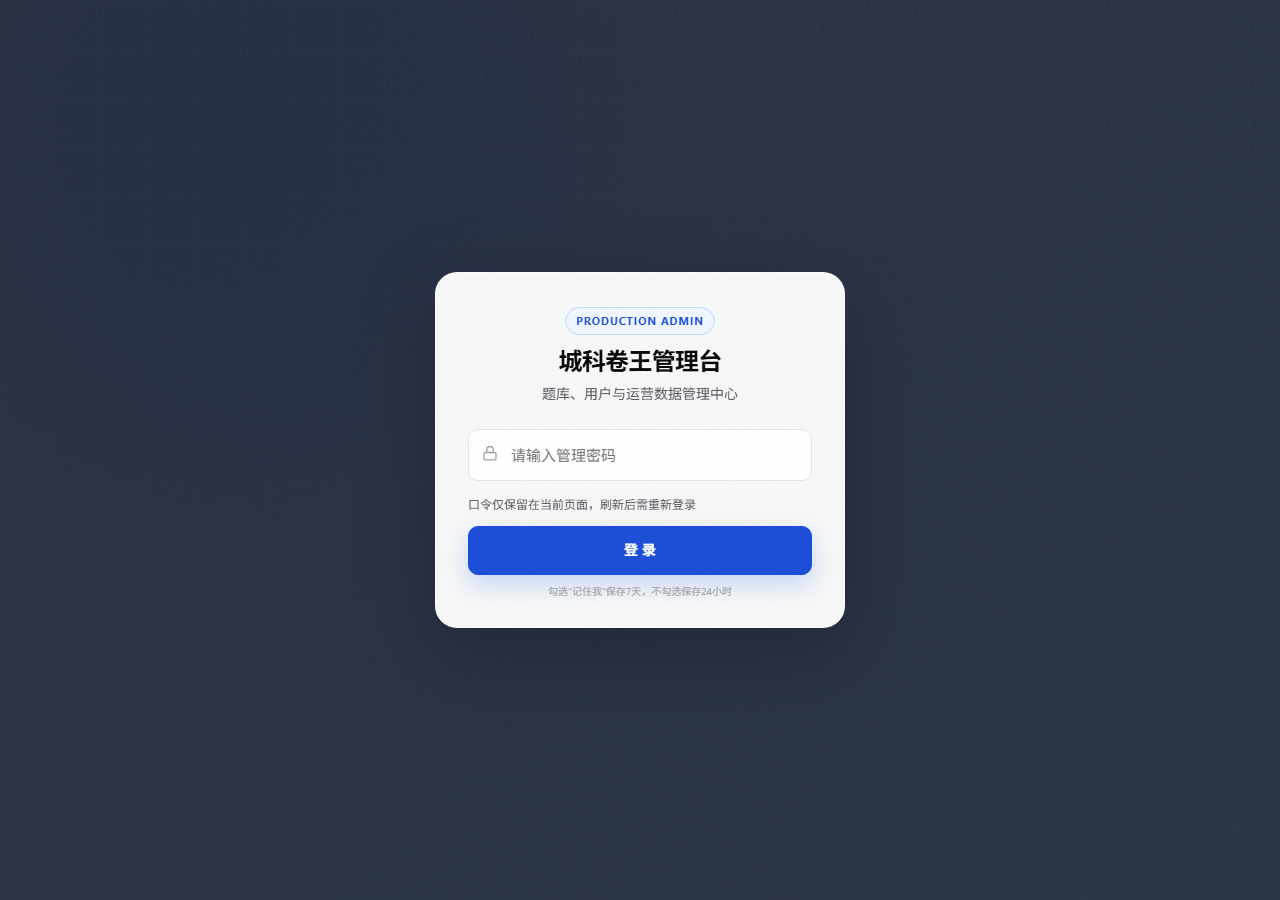 PRODUCTION ADMIN
城科卷王管理台
题库、用户与运营数据管理中心
请输入管理密码
口令仅保留在当前页面，刷新后需重新登录
登 录
勾选"记住我"保存7天，不勾选保存24小时